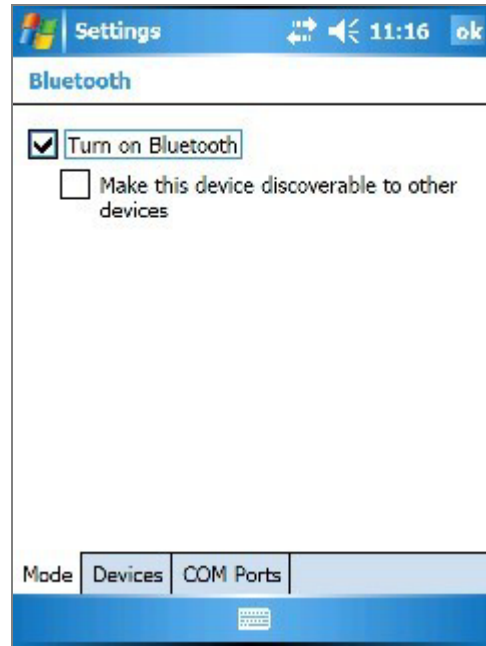 Settings 11:16 ok
Bluetooth
Turn on Bluetooth
Make this device discoverable to other
devices
Mode Devices COM Ports